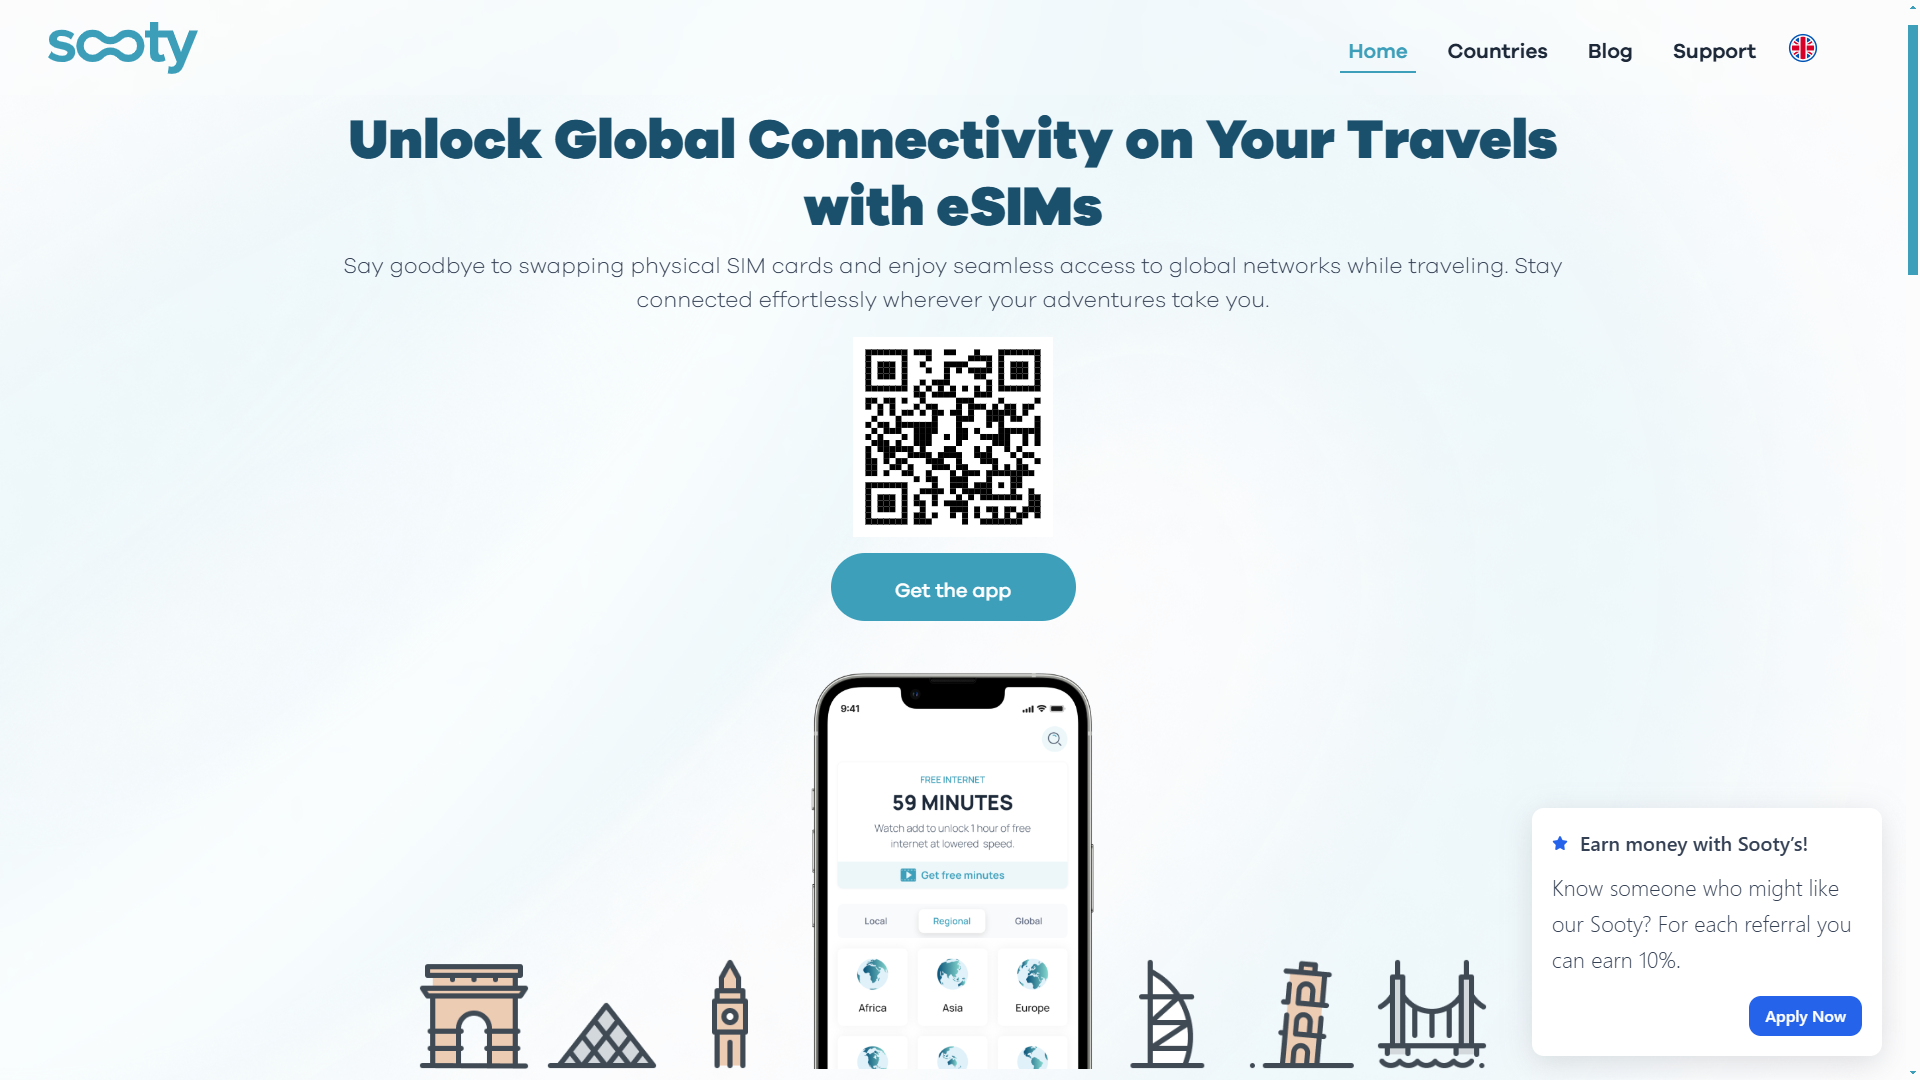 sooty
Home Countries Blog Support
Unlock Global Connectivity on Your Travels
with eSIMs
Say goodbye to swapping physical SIM cards and enjoy seamless access to global networks while traveling. Stay
connected effortlessly wherever your adventures take you.
Get the app
9:41
FREE INTERNET
59 MINUTES
Watch add to unlock 1 hour of free
internet at lowered speed.
Get free minutes
Local Regional Global
Africa Asia Europe
Earn money with Sooty's!
Know someone who might like
our Sooty? For each referral you
can earn 10%.
Apply Now